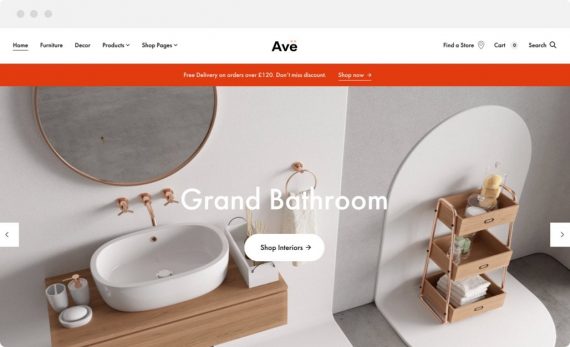 Home Furniture Decor Products Shop Pages
Avë
Find a Store Cart 0 Search
Free Delivery on orders over £120. Don't miss discount. Shop now →
Grand Bathroom
Shop Interiors →